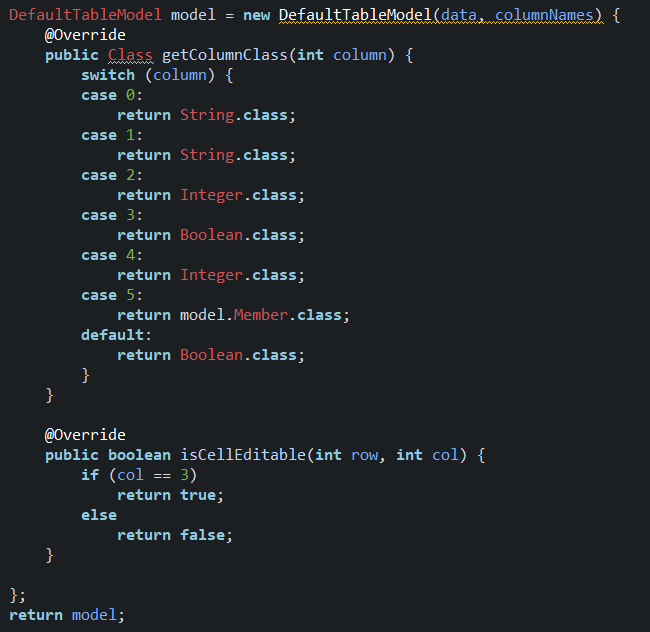 DefaultTableModel model = new DefaultTableModel(data, columnNames) {
    @Override
    public Class getColumnClass(int column) {
        switch (column) {
        case 0:
            return String.class;
        case 1:
            return String.class;
        case 2:
            return Integer.class;
        case 3:
            return Boolean.class;
        case 4:
            return Integer.class;
        case 5:
            return model.Member.class;
        default:
            return Boolean.class;
        }
    }

    @Override
    public boolean isCellEditable(int row, int col) {
        if (col == 3)
            return true;
        else
            return false;
    }

};
return model;